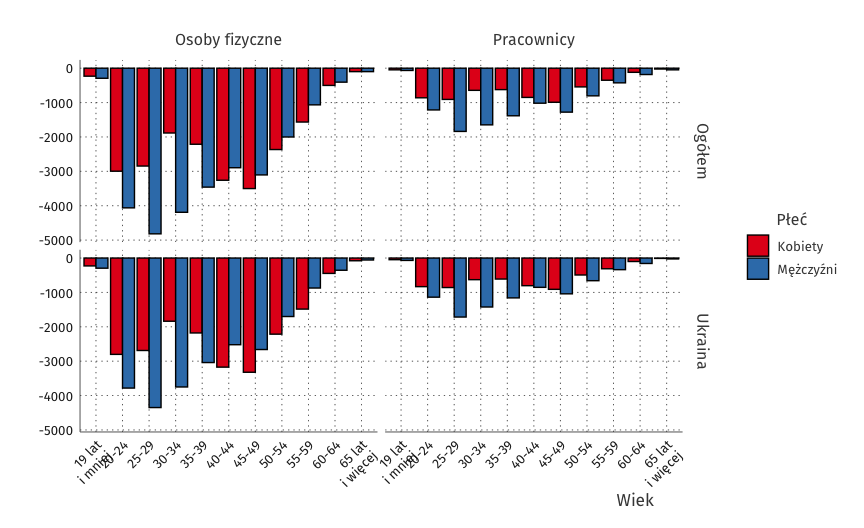 Osoby fizyczne
Pracownicy
0
-1000
-2000
-3000
-4000
-5000
Ogółem
0
-1000
-2000
-3000
-4000
-5000
Ukraina
19 lat
i mniej
20-24
25-29
30-34
35-39
40-44
45-49
50-54
55-59
60-64
65 lat
i więcej
19 lat
i mniej
20-24
25-29
30-34
35-39
40-44
45-49
50-54
55-59
60-64
65 lat
i więcej
Wiek
Płeć
Kobiety
Mężczyźni